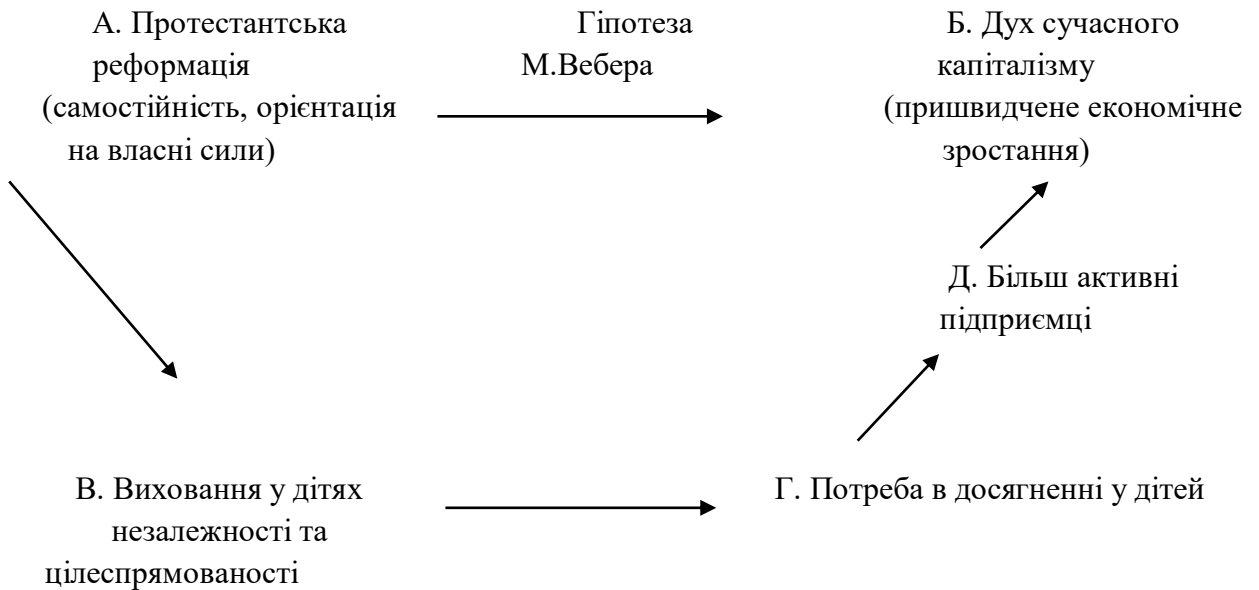 А. Протестантська
реформація
(самостійність, орієнтація
на власні сили)
Гіпотеза
М.Вебера
Б. Дух сучасного
капіталізму
(пришвидчене економічне
зростання)
Д. Більш активні
підприємці
В. Виховання у дітях
незалежності та
цілеспрямованості
Г. Потреба в досягненні у дітей